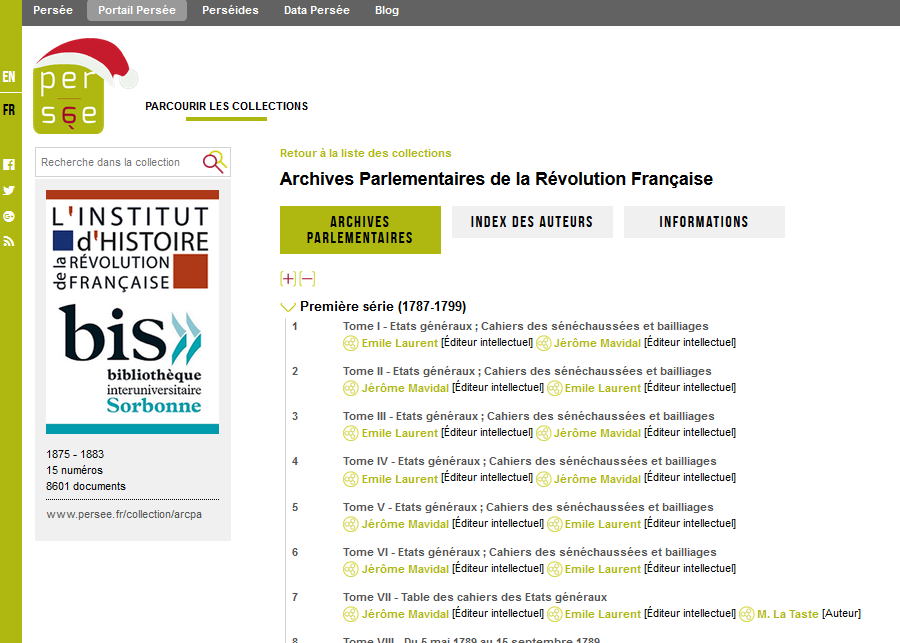 Persée Portail Persée Perséides Data Persée Blog
EN
FR
persée
PARCOURIR LES COLLECTIONS
Recherche dans la collection
L'INSTITUT
d'HISTOIRE
de la RÉVOLUTION
FRANÇAISE
bis
bibliothèque
interuniversitaire
Sorbonne
1875 - 1883
15 numéros
8601 documents
www.persee.fr/collection/arcpa
Retour à la liste des collections
Archives Parlementaires de la Révolution Française
ARCHIVES PARLEMENTAIRES
INDEX DES AUTEURS
INFORMATIONS
[+] [−]
Première série (1787-1799)
1 Tome I - Etats généraux ; Cahiers des sénéchaussées et bailliages
Emile Laurent [Éditeur intellectuel] Jérôme Mavidal [Éditeur intellectuel]
2 Tome II - Etats généraux ; Cahiers des sénéchaussées et bailliages
Jérôme Mavidal [Éditeur intellectuel] Emile Laurent [Éditeur intellectuel]
3 Tome III - Etats généraux ; Cahiers des sénéchaussées et bailliages
Emile Laurent [Éditeur intellectuel] Jérôme Mavidal [Éditeur intellectuel]
4 Tome IV - Etats généraux ; Cahiers des sénéchaussées et bailliages
Emile Laurent [Éditeur intellectuel] Jérôme Mavidal [Éditeur intellectuel]
5 Tome V - Etats généraux ; Cahiers des sénéchaussées et bailliages
Jérôme Mavidal [Éditeur intellectuel] Emile Laurent [Éditeur intellectuel]
6 Tome VI - Etats généraux ; Cahiers des sénéchaussées et bailliages
Jérôme Mavidal [Éditeur intellectuel] Emile Laurent [Éditeur intellectuel]
7 Tome VII - Table des cahiers des Etats généraux
Jérôme Mavidal [Éditeur intellectuel] Emile Laurent [Éditeur intellectuel] M. La Taste [Auteur]
8 Tome VIII - Du 5 mai 1789 au 15 septembre 1789